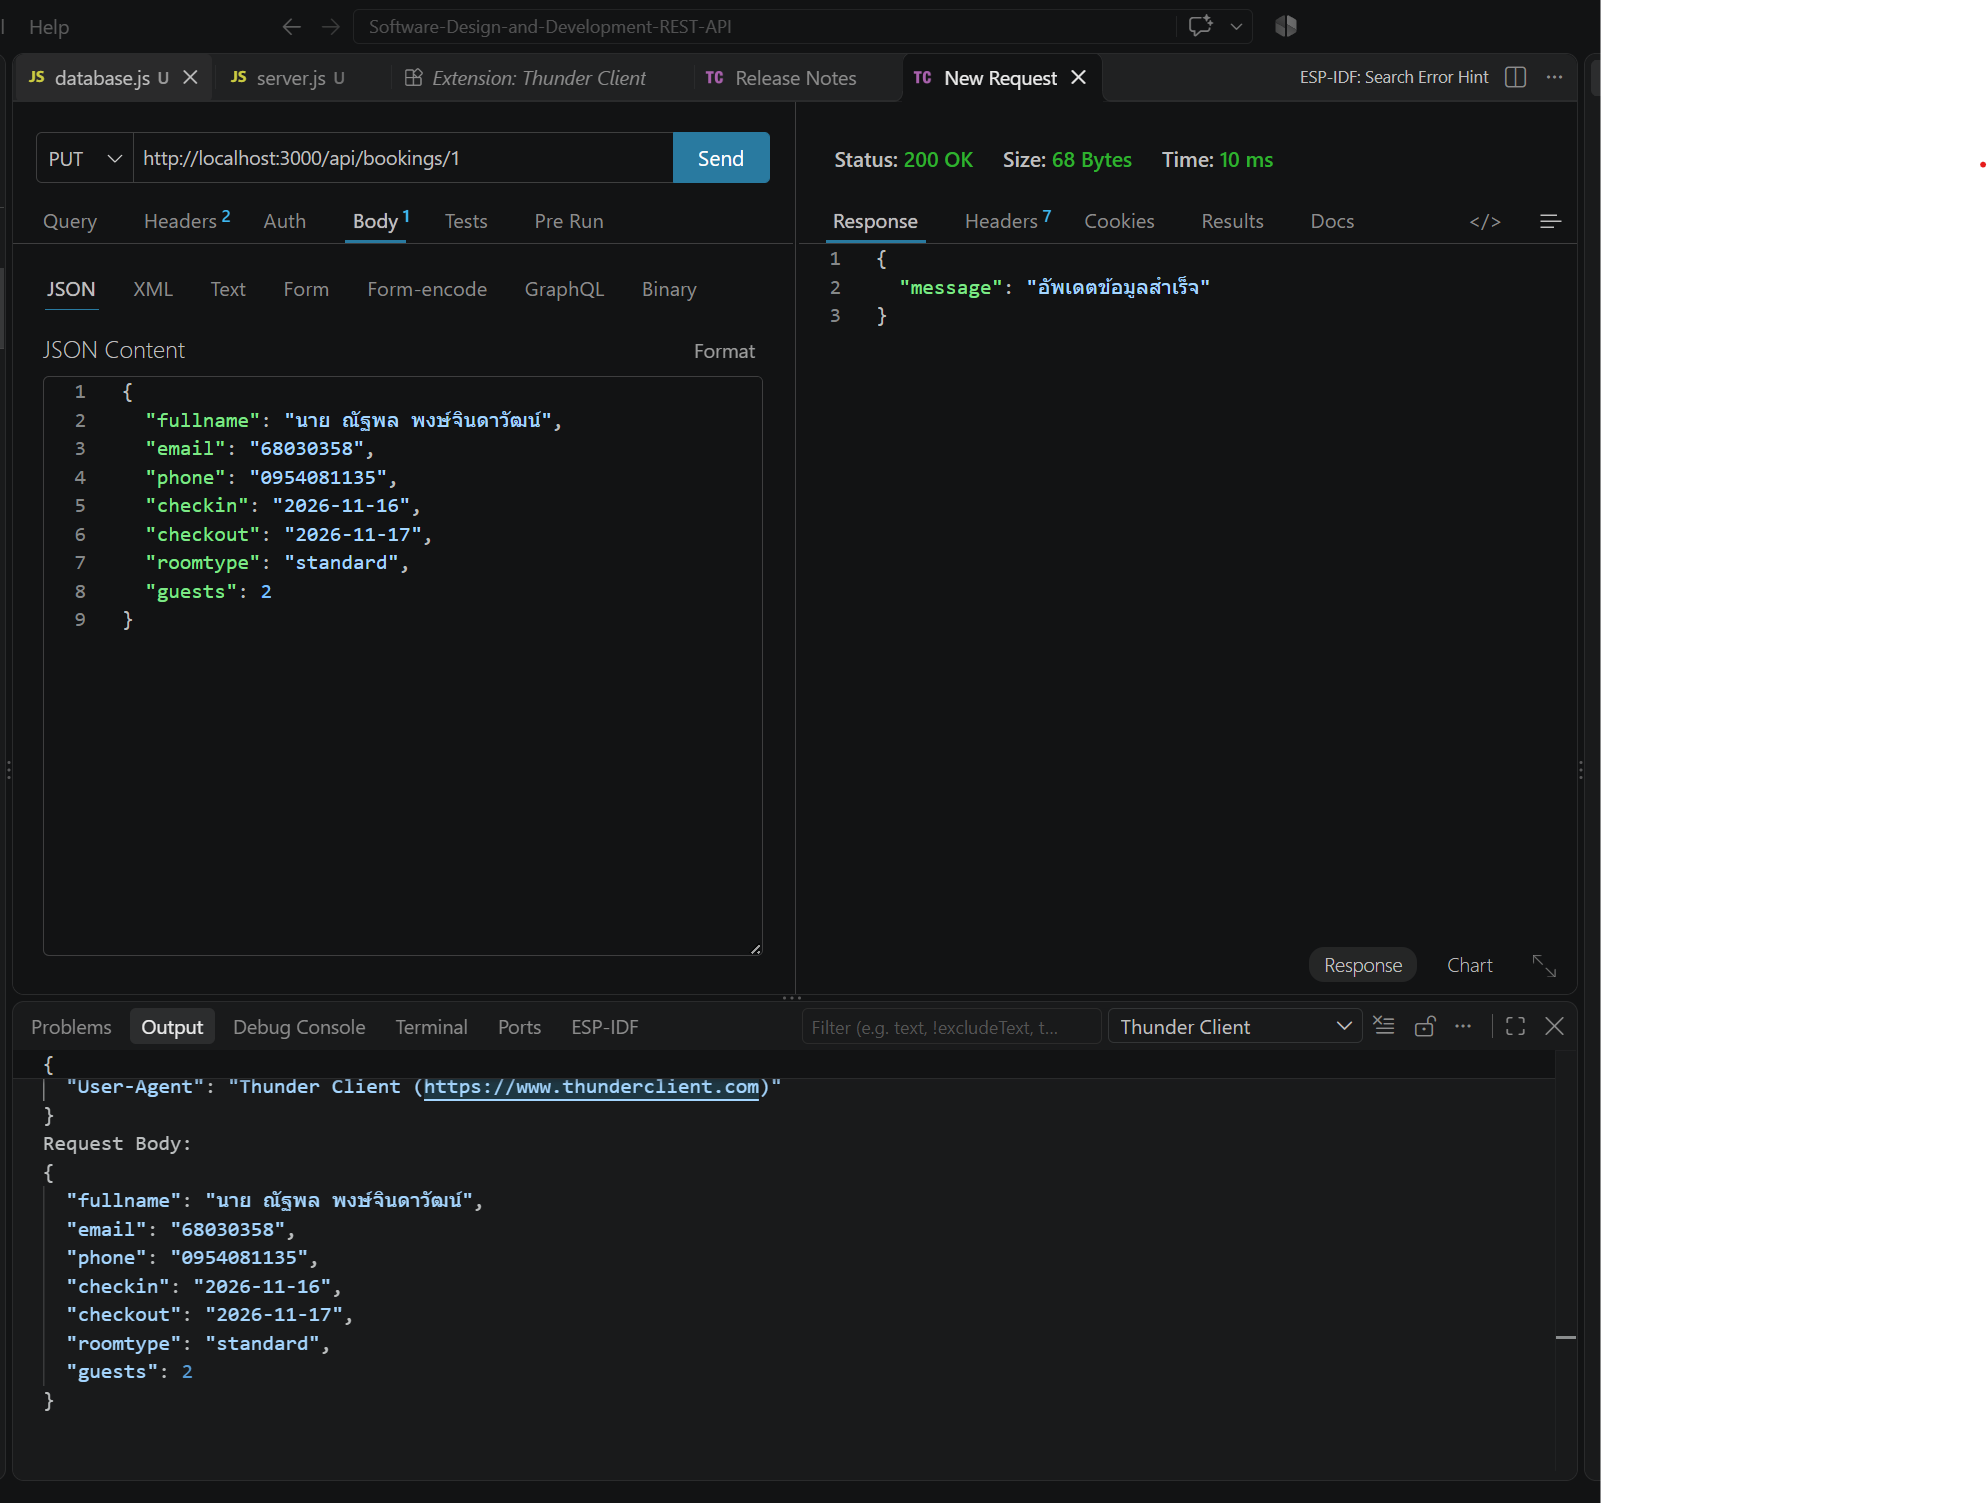 Help
Software-Design-and-Development-REST-API
JS database.js U
JS server.js U
Extension: Thunder Client
TC Release Notes
TC New Request
ESP-IDF: Search Error Hint
PUT
http://localhost:3000/api/bookings/1
Send
Query
Headers 2
Auth
Body 1
Tests
Pre Run
JSON
XML
Text
Form
Form-encode
GraphQL
Binary
JSON Content
Format
1 {
2 "fullname": "นาย ณัฐพล พงษ์จินดาวัฒน์",
3 "email": "68030358",
4 "phone": "0954081135",
5 "checkin": "2026-11-16",
6 "checkout": "2026-11-17",
7 "roomtype": "standard",
8 "guests": 2
9 }
Status: 200 OK
Size: 68 Bytes
Time: 10 ms
Response
Headers 7
Cookies
Results
Docs
</>
1 {
2 "message": "อัพเดตข้อมูลสำเร็จ"
3 }
Response
Chart
Problems
Output
Debug Console
Terminal
Ports
ESP-IDF
Filter (e.g. text, !excludeText, t...
Thunder Client
{
"User-Agent": "Thunder Client (https://www.thunderclient.com)"
}
Request Body:
{
"fullname": "นาย ณัฐพล พงษ์จินดาวัฒน์",
"email": "68030358",
"phone": "0954081135",
"checkin": "2026-11-16",
"checkout": "2026-11-17",
"roomtype": "standard",
"guests": 2
}